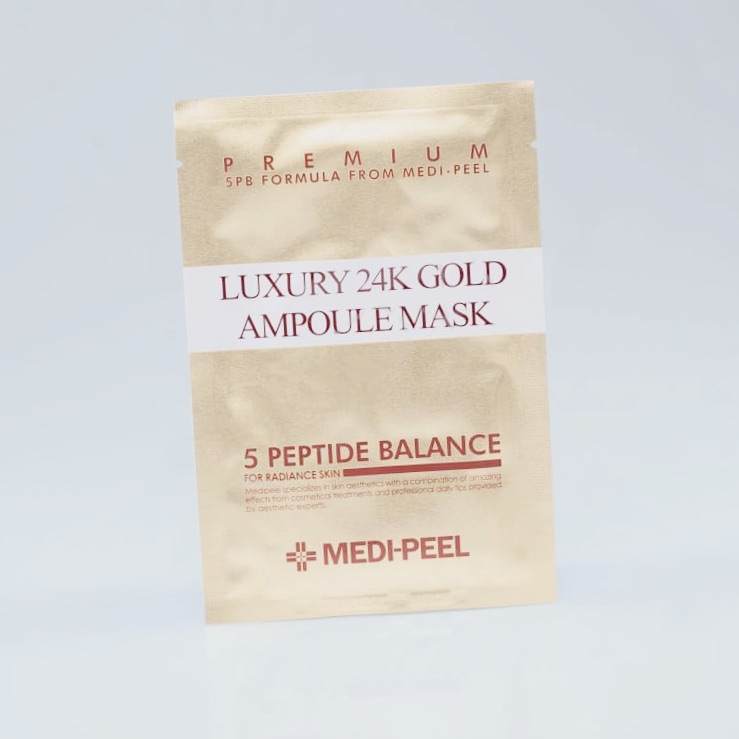 PREMIUM
5PB FORMULA FROM MEDI-PEEL
LUXURY 24K GOLD
AMPOULE MASK
5 PEPTIDE BALANCE
FOR RADIANCE SKIN
Medipeel specializes in skin aesthetics with a combination of amazing
effects from cosmetical treatments and professional daily tics provided
by aesthetic experts
MEDI-PEEL